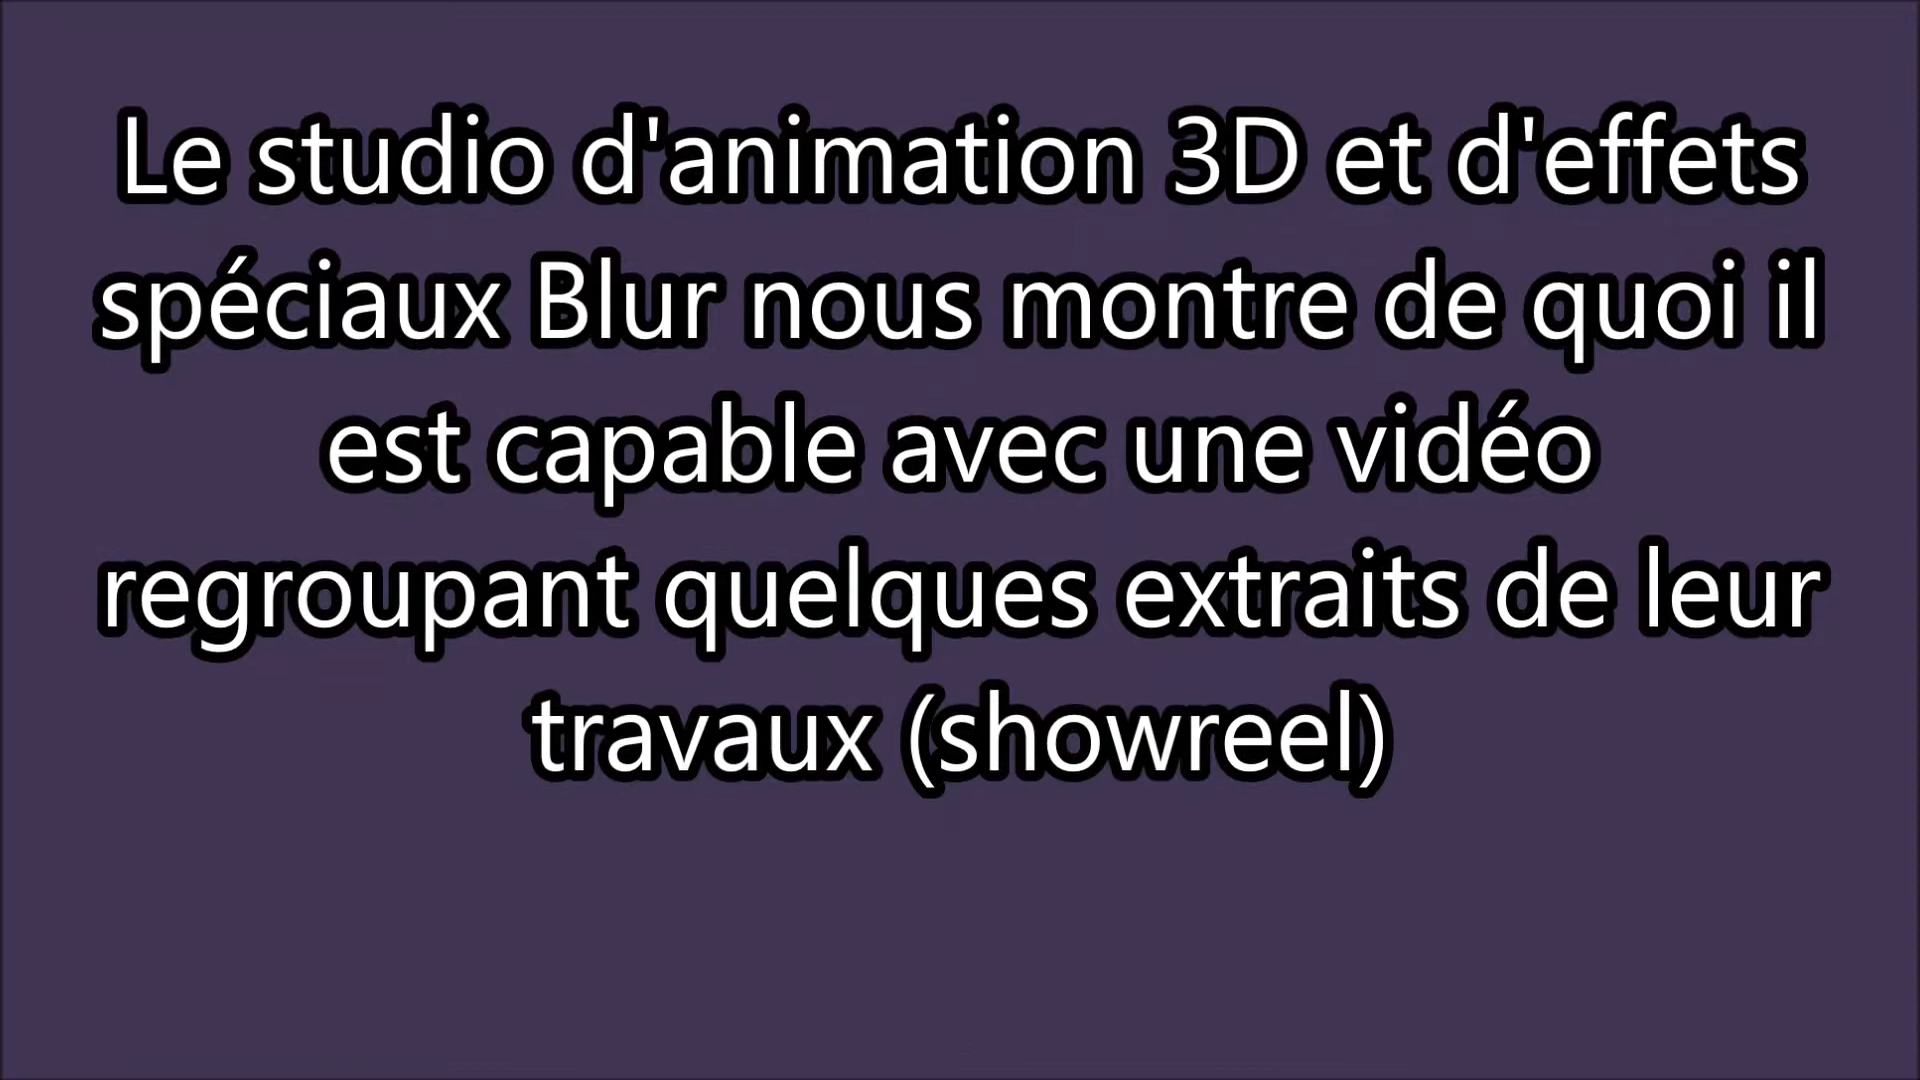 Le studio d'animation 3D et d'effets
spéciaux Blur nous montre de quoi il
est capable avec une vidéo
regroupant quelques extraits de leur
travaux (showreel)